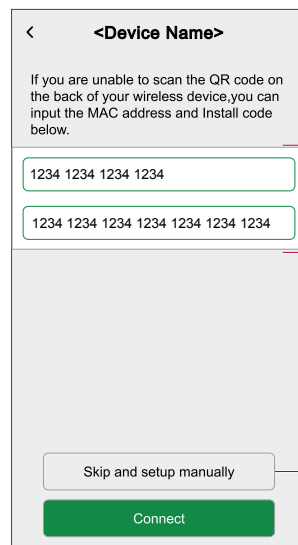 <Device Name>
If you are unable to scan the QR code on
the back of your wireless device,you can
input the MAC address and Install code
below.
1234 1234 1234 1234
1234 1234 1234 1234 1234 1234 1234
Skip and setup manually
Connect